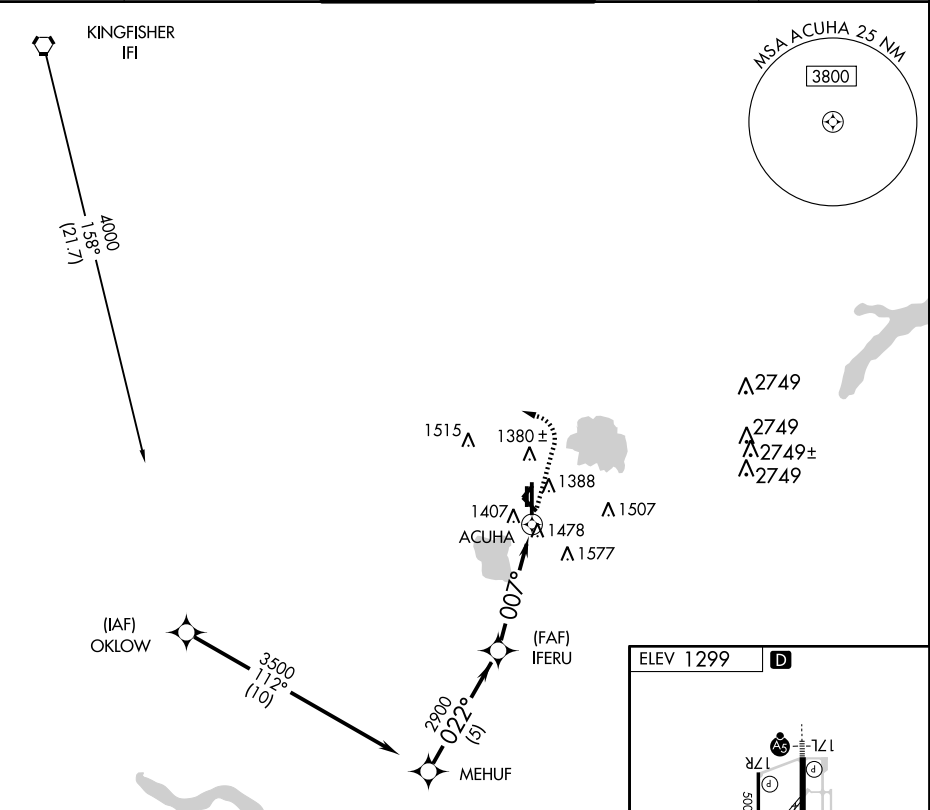 KINGFISHER
IFI
MSA ACUHA 25 NM
3800
4000
158°
(21.7)
2749
2749
2749±
2749
1515
1380 ±
1388
1407
1507
ACUHA
1478
1577
007°
(IAF)
OKLOW
(FAF)
IFERU
3500
112°
(10)
2900
022°
(5)
MEHUF
ELEV 1299
D
A5
17L
17R
P
P
500